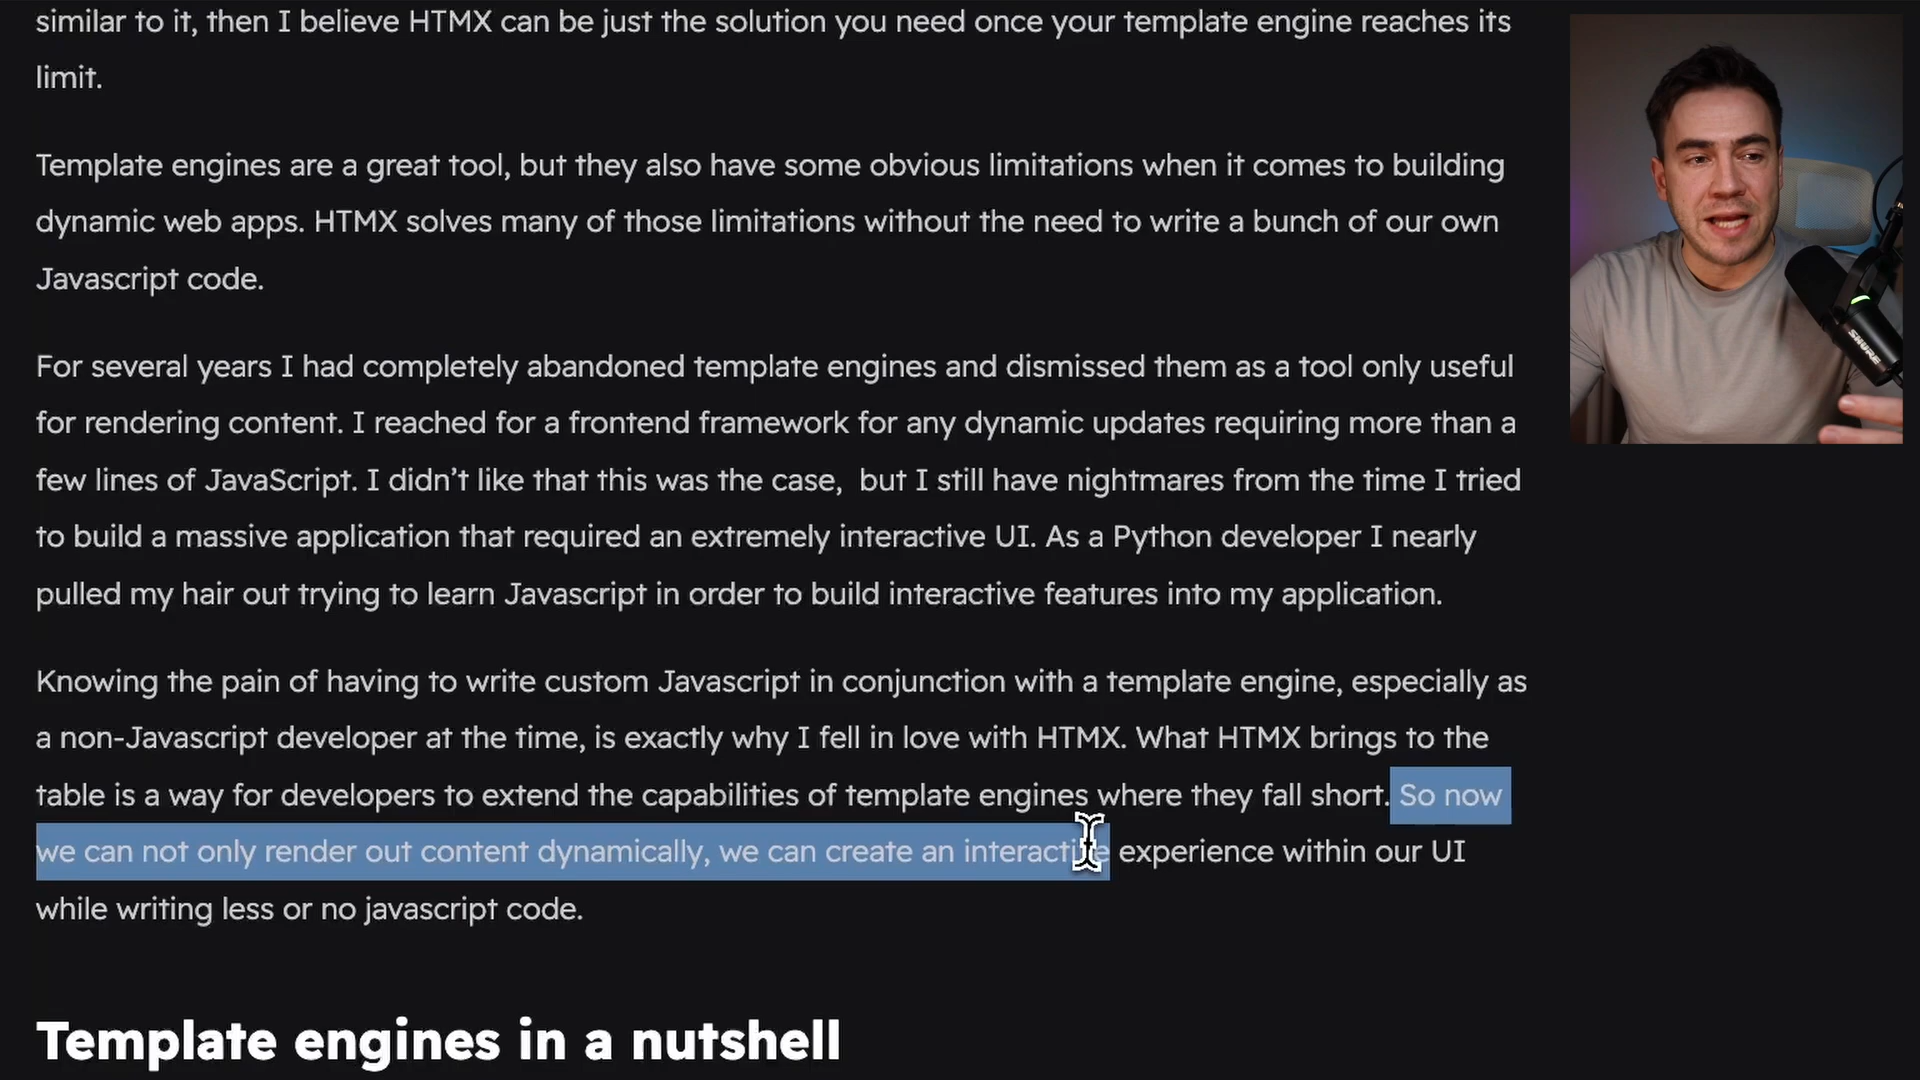 similar to it, then I believe HTMX can be just the solution you need once your template engine reaches its
limit.
Template engines are a great tool, but they also have some obvious limitations when it comes to building
dynamic web apps. HTMX solves many of those limitations without the need to write a bunch of our own
Javascript code.
For several years I had completely abandoned template engines and dismissed them as a tool only useful
for rendering content. I reached for a frontend framework for any dynamic updates requiring more than a
few lines of JavaScript. I didn’t like that this was the case,  but I still have nightmares from the time I tried
to build a massive application that required an extremely interactive UI. As a Python developer I nearly
pulled my hair out trying to learn Javascript in order to build interactive features into my application.
Knowing the pain of having to write custom Javascript in conjunction with a template engine, especially as
a non-Javascript developer at the time, is exactly why I fell in love with HTMX. What HTMX brings to the
table is a way for developers to extend the capabilities of template engines where they fall short. So now
we can not only render out content dynamically, we can create an interactive experience within our UI
while writing less or no javascript code.
Template engines in a nutshell
SHURE